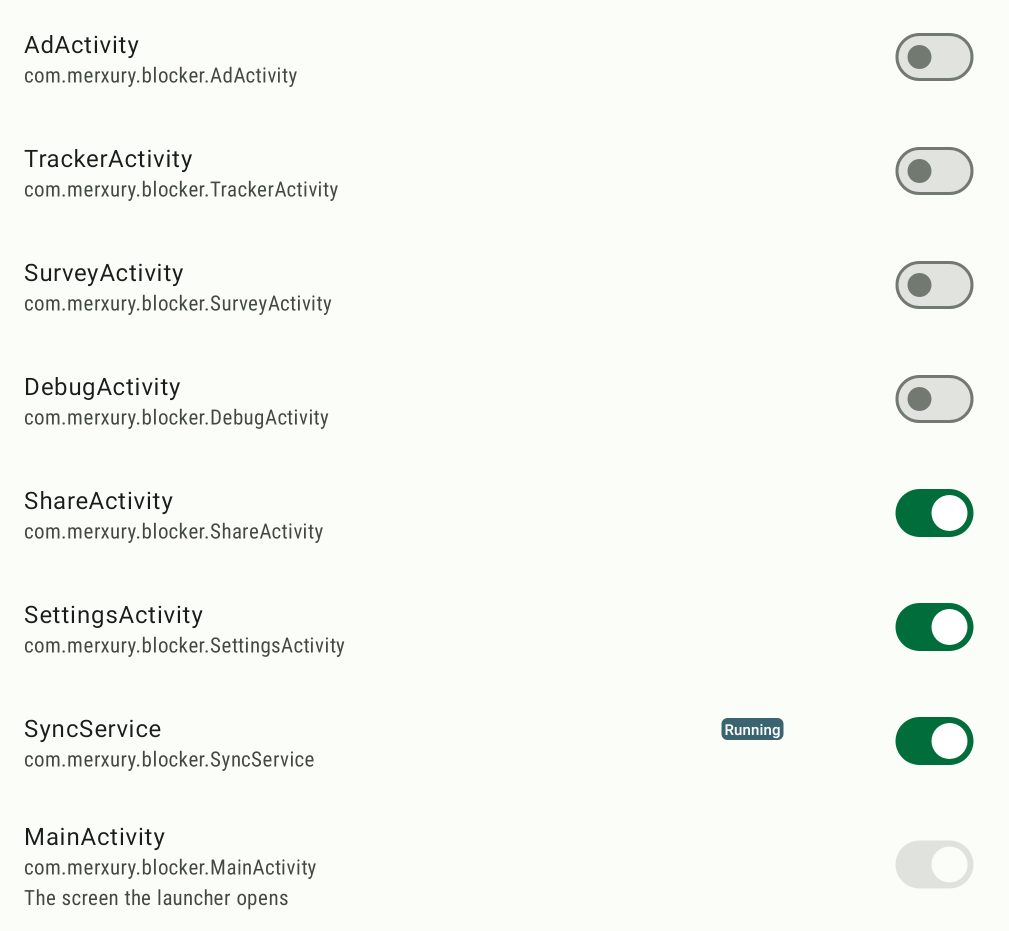 AdActivity
com.merxury.blocker.AdActivity
TrackerActivity
com.merxury.blocker.TrackerActivity
SurveyActivity
com.merxury.blocker.SurveyActivity
DebugActivity
com.merxury.blocker.DebugActivity
ShareActivity
com.merxury.blocker.ShareActivity
SettingsActivity
com.merxury.blocker.SettingsActivity
SyncService
Running
com.merxury.blocker.SyncService
MainActivity
com.merxury.blocker.MainActivity
The screen the launcher opens